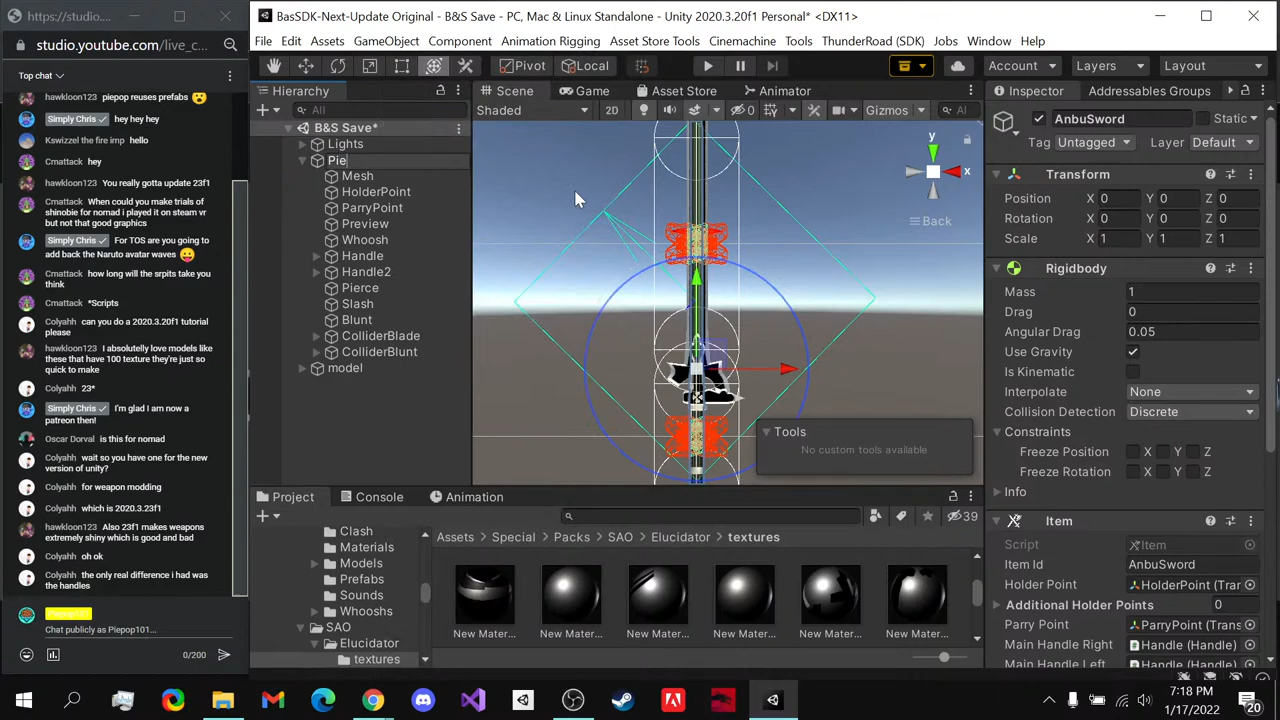 studio.youtube.com/live_c...
Top chat
hawkloon123 piepop reuses prefabs 😮
Simply Chris hey hey hey
Kswizzel the fire imp hello
Cmattack hey
hawkloon123 You really gotta update 23f1
Cmattack When could you make trials of shinobie for nomad i played it on steam vr but not that good graphics
Simply Chris For TOS are you going to add back the Nomad avatar waves 😛
Cmattack how long will the srpits take you think
Cmattack *Scripts
Colyahh can you do a 2020.3.23f1 tutorial please
hawkloon123 I absolutelly love models like these that have 100 texture they're just so quick to make
Colyahh 23*
Simply Chris I'm glad I am now a patreon then!
Oscar Dorval is this for nomad
Colyahh wait so you have one for the new version of unity?
Colyahh for weapon modding
Colyahh which is 2020.3.23f1
hawkloon123 Also 23f1 makes weapons extremely shiny which is good and bad
Colyahh oh ok
Colyahh the only real difference i had was the handles
Piepop101
Chat publicly as Piepop101...
0/200
BasSDK-Next-Update Original - B&S Save - PC, Mac & Linux Standalone - Unity 2020.3.20f1 Personal* <DX11>
File Edit Assets GameObject Component Animation Rigging Asset Store Tools Cinemachine Tools ThunderRoad (SDK) Jobs Window Help
Pivot Local Account Layers Layout
Hierarchy
All
B&S Save*
Lights
Pie
Mesh
HolderPoint
ParryPoint
Preview
Whoosh
Handle
Handle2
Pierce
Slash
Blunt
ColliderBlade
ColliderBlunt
model
Scene Game Asset Store Animator
Shaded 2D 0 Gizmos Al
y
x
Back
Tools
No custom tools available
Project Console Animation
39
Clash
Materials
Models
Prefabs
Sounds
Whooshs
SAO
Elucidator
textures
Assets Special Packs SAO Elucidator textures
New Mater... New Mater... New Mater... New Mater... New Mater... New Mater...
Inspector Addressables Groups
AnbuSword Static
Tag Untagged Layer Default
Transform
Position X 0 Y 0 Z 0
Rotation X 0 Y 0 Z 0
Scale X 1 Y 1 Z 1
Rigidbody
Mass 1
Drag 0
Angular Drag 0.05
Use Gravity
Is Kinematic
Interpolate None
Collision Detection Discrete
Constraints
Freeze Position X Y Z
Freeze Rotation X Y Z
Info
Item
Script Item
Item Id AnbuSword
Holder Point HolderPoint (Tran
Additional Holder Points 0
Parry Point ParryPoint (Trans
Main Handle Right Handle (Handle)
Main Handle Left Handle (Handle)
7:18 PM
1/17/2022
20